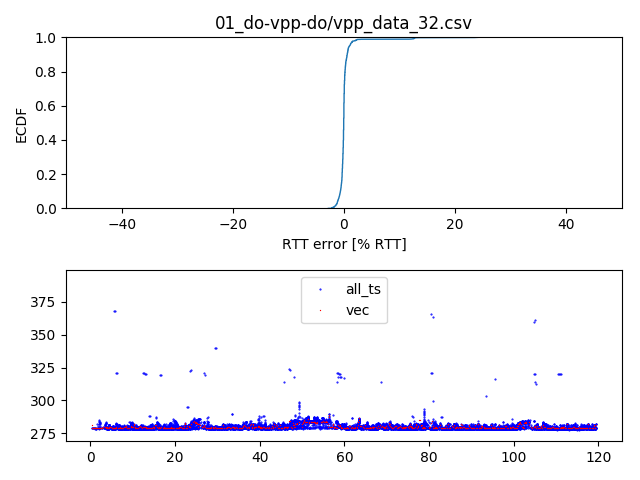 01_do-vpp-do/vpp_data_32.csv
1.0
0.8
0.6
0.4
0.2
0.0
ECDF
−40 −20 0 20 40
RTT error [% RTT]
375
350
325
300
275
all_ts
vec
0 20 40 60 80 100 120